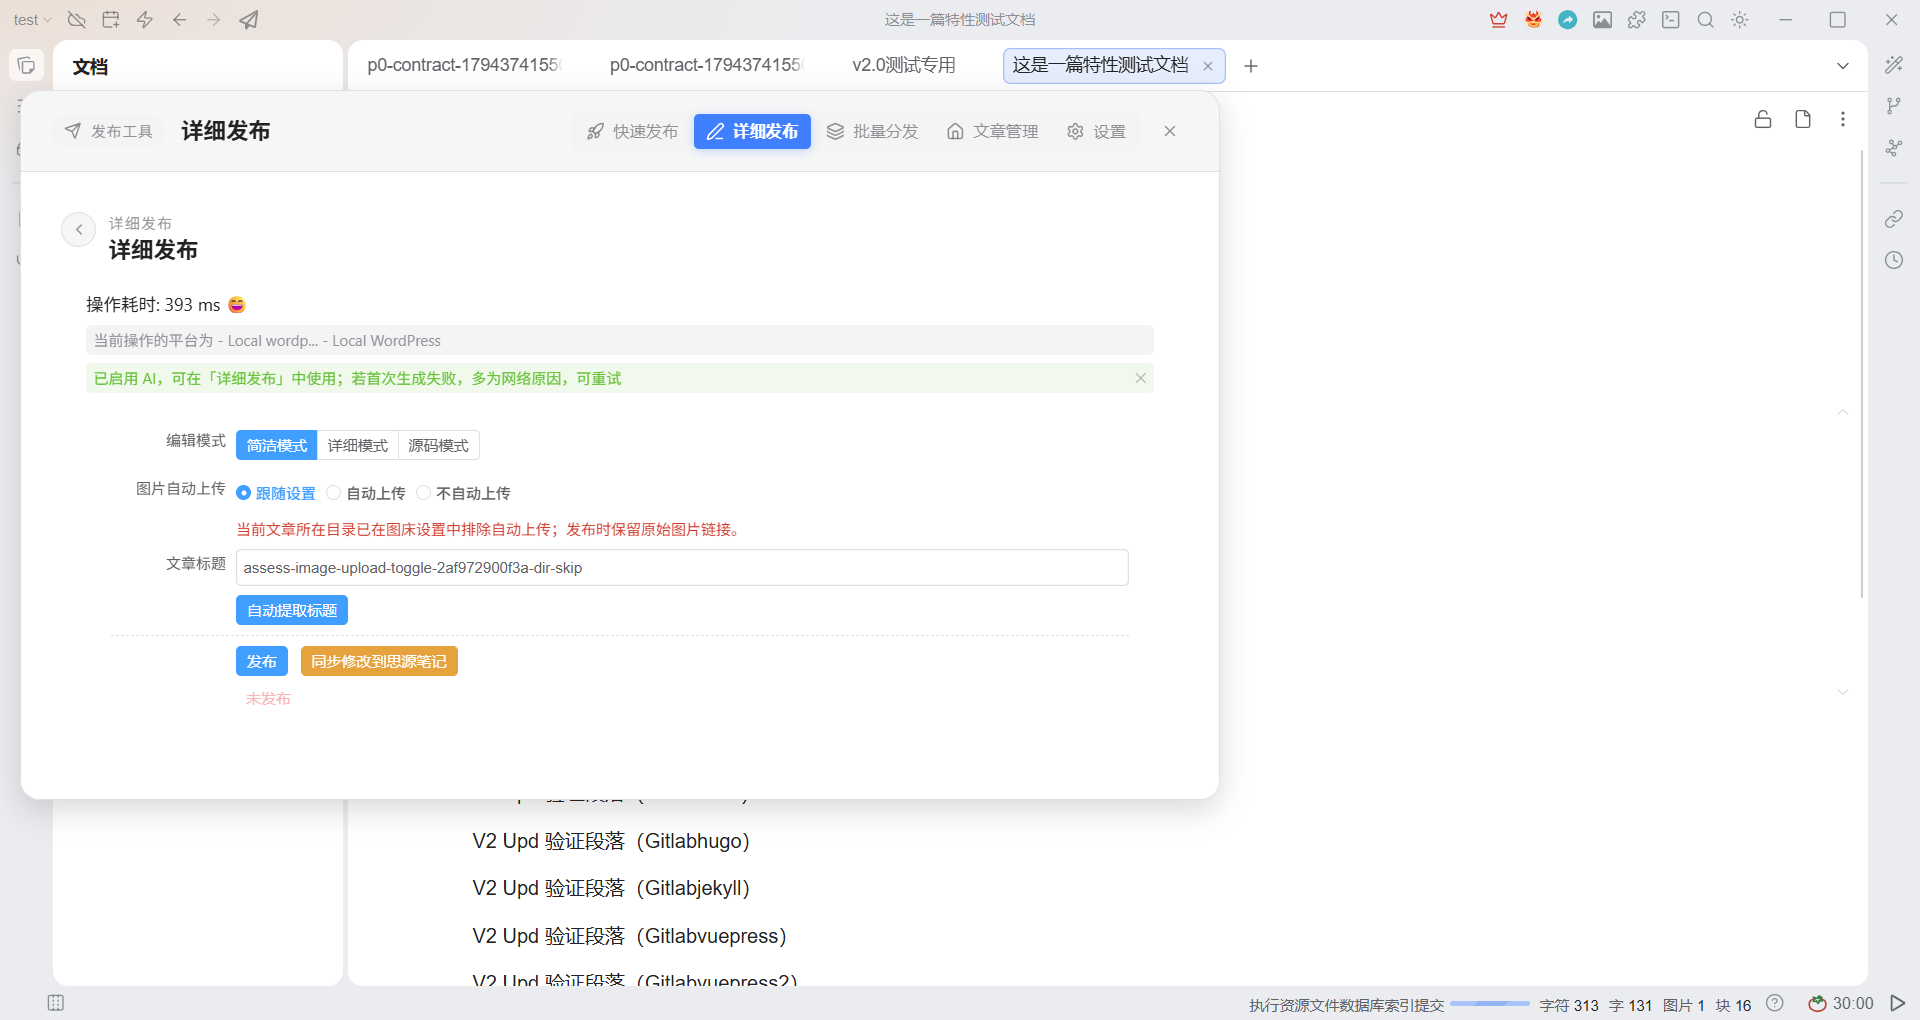 test
这是一篇特性测试文档
文档
p0-contract-1794374155
p0-contract-1794374155
v2.0测试专用
这是一篇特性测试文档
发布工具
详细发布
快速发布
详细发布
批量分发
文章管理
设置
详细发布
详细发布
操作耗时: 393 ms 😄
当前操作的平台为 - Local wordp... - Local WordPress
已启用 AI，可在「详细发布」中使用；若首次生成失败，多为网络原因，可重试
编辑模式
简洁模式
详细模式
源码模式
图片自动上传
跟随设置
自动上传
不自动上传
当前文章所在目录已在图床设置中排除自动上传；发布时保留原始图片链接。
文章标题
assess-image-upload-toggle-2af972900f3a-dir-skip
自动提取标题
发布
同步修改到思源笔记
未发布
V2 Upd 验证段落（Gitlabhugo）
V2 Upd 验证段落（Gitlabjekyll）
V2 Upd 验证段落（Gitlabvuepress）
V2 Upd 验证段落（Gitlabvuepress2）
执行资源文件数据库索引提交
字符 313 字 131 图片 1 块 16
30:00